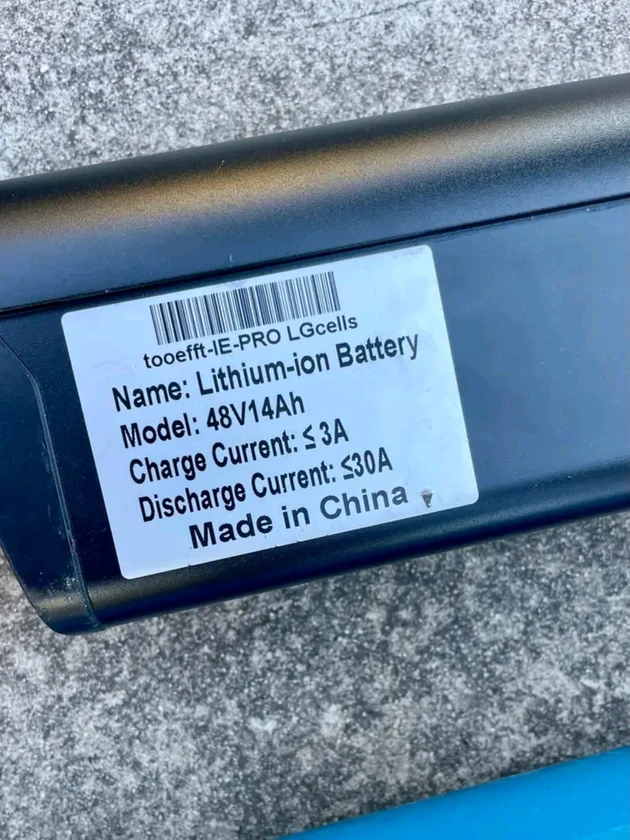 tooefft-IE-PRO LGcells
Name: Lithium-ion Battery
Model: 48V14Ah
Charge Current: ≤ 3A
Discharge Current: ≤30A
Made in China